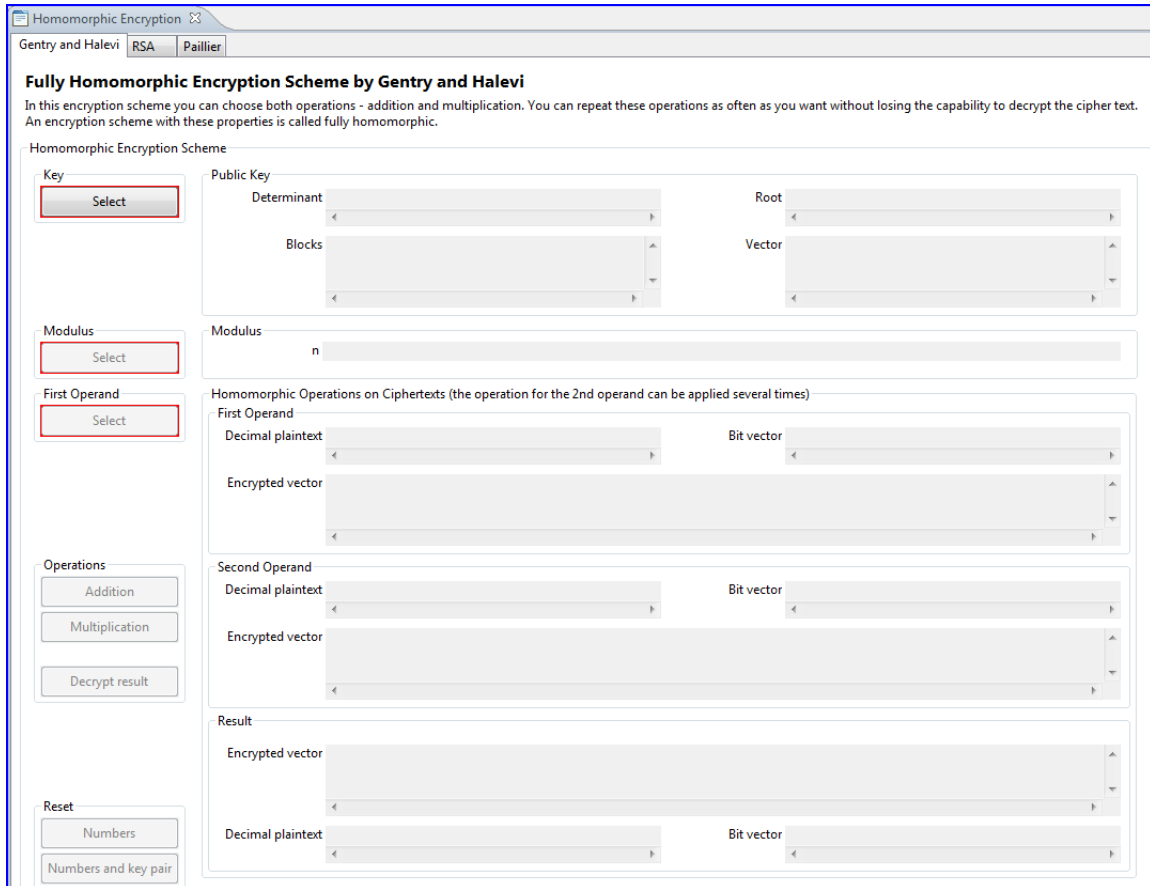 Homomorphic Encryption
Gentry and Halevi RSA Paillier
Fully Homomorphic Encryption Scheme by Gentry and Halevi
In this encryption scheme you can choose both operations - addition and multiplication. You can repeat these operations as often as you want without losing the capability to decrypt the cipher text.
An encryption scheme with these properties is called fully homomorphic.
Homomorphic Encryption Scheme
Key
Select
Public Key
Determinant
Root
Blocks
Vector
Modulus
Select
Modulus
n
First Operand
Select
Homomorphic Operations on Ciphertexts (the operation for the 2nd operand can be applied several times)
First Operand
Decimal plaintext
Bit vector
Encrypted vector
Operations
Addition
Multiplication
Decrypt result
Second Operand
Decimal plaintext
Bit vector
Encrypted vector
Result
Encrypted vector
Reset
Numbers
Numbers and key pair
Decimal plaintext
Bit vector